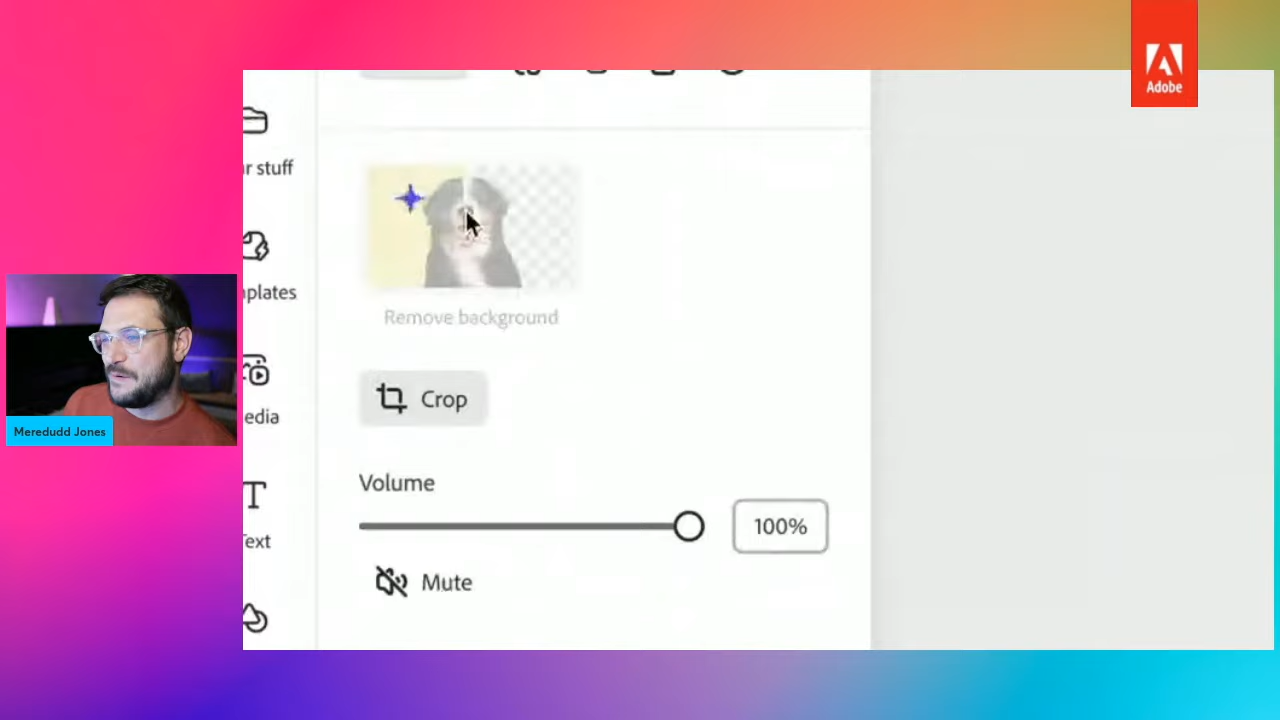 Adobe
r stuff
Remove background
plates
Crop
edia
Meredudd Jones
Volume
100%
Text
Mute